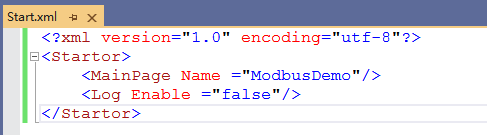 Start.xml
<?xml version="1.0" encoding="utf-8"?>
<Startor>
    <MainPage Name ="ModbusDemo"/>
    <Log Enable ="false"/>
</Startor>